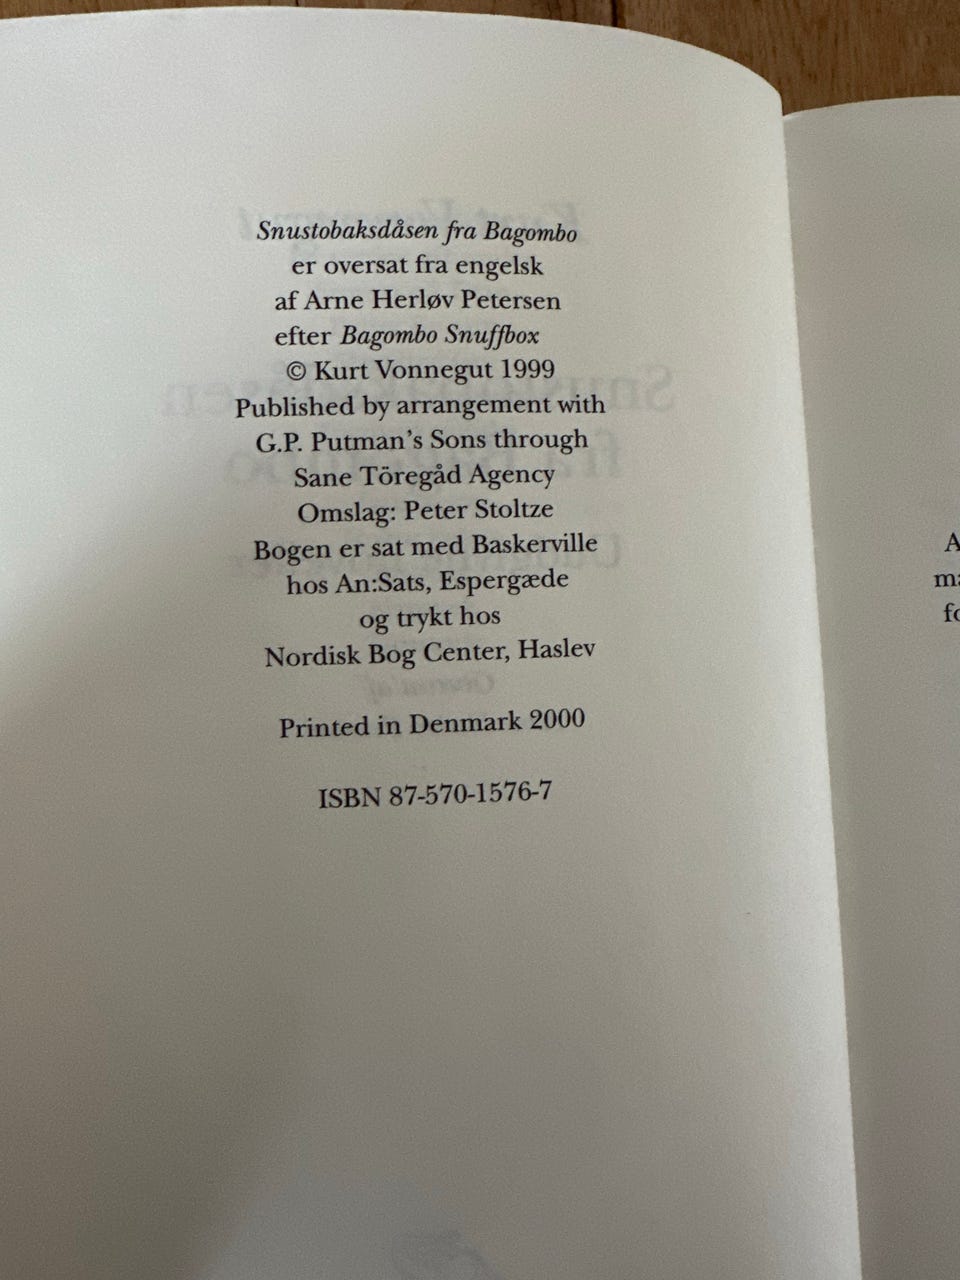 Snustobaksdåsen fra Bagombo
er oversat fra engelsk
af Arne Herløv Petersen
efter Bagombo Snuffbox
© Kurt Vonnegut 1999
Published by arrangement with
G.P. Putman's Sons through
Sane Töregåd Agency
Omslag: Peter Stoltze
Bogen er sat med Baskerville
hos An:Sats, Espergæde
og trykt hos
Nordisk Bog Center, Haslev
Printed in Denmark 2000
ISBN 87-570-1576-7